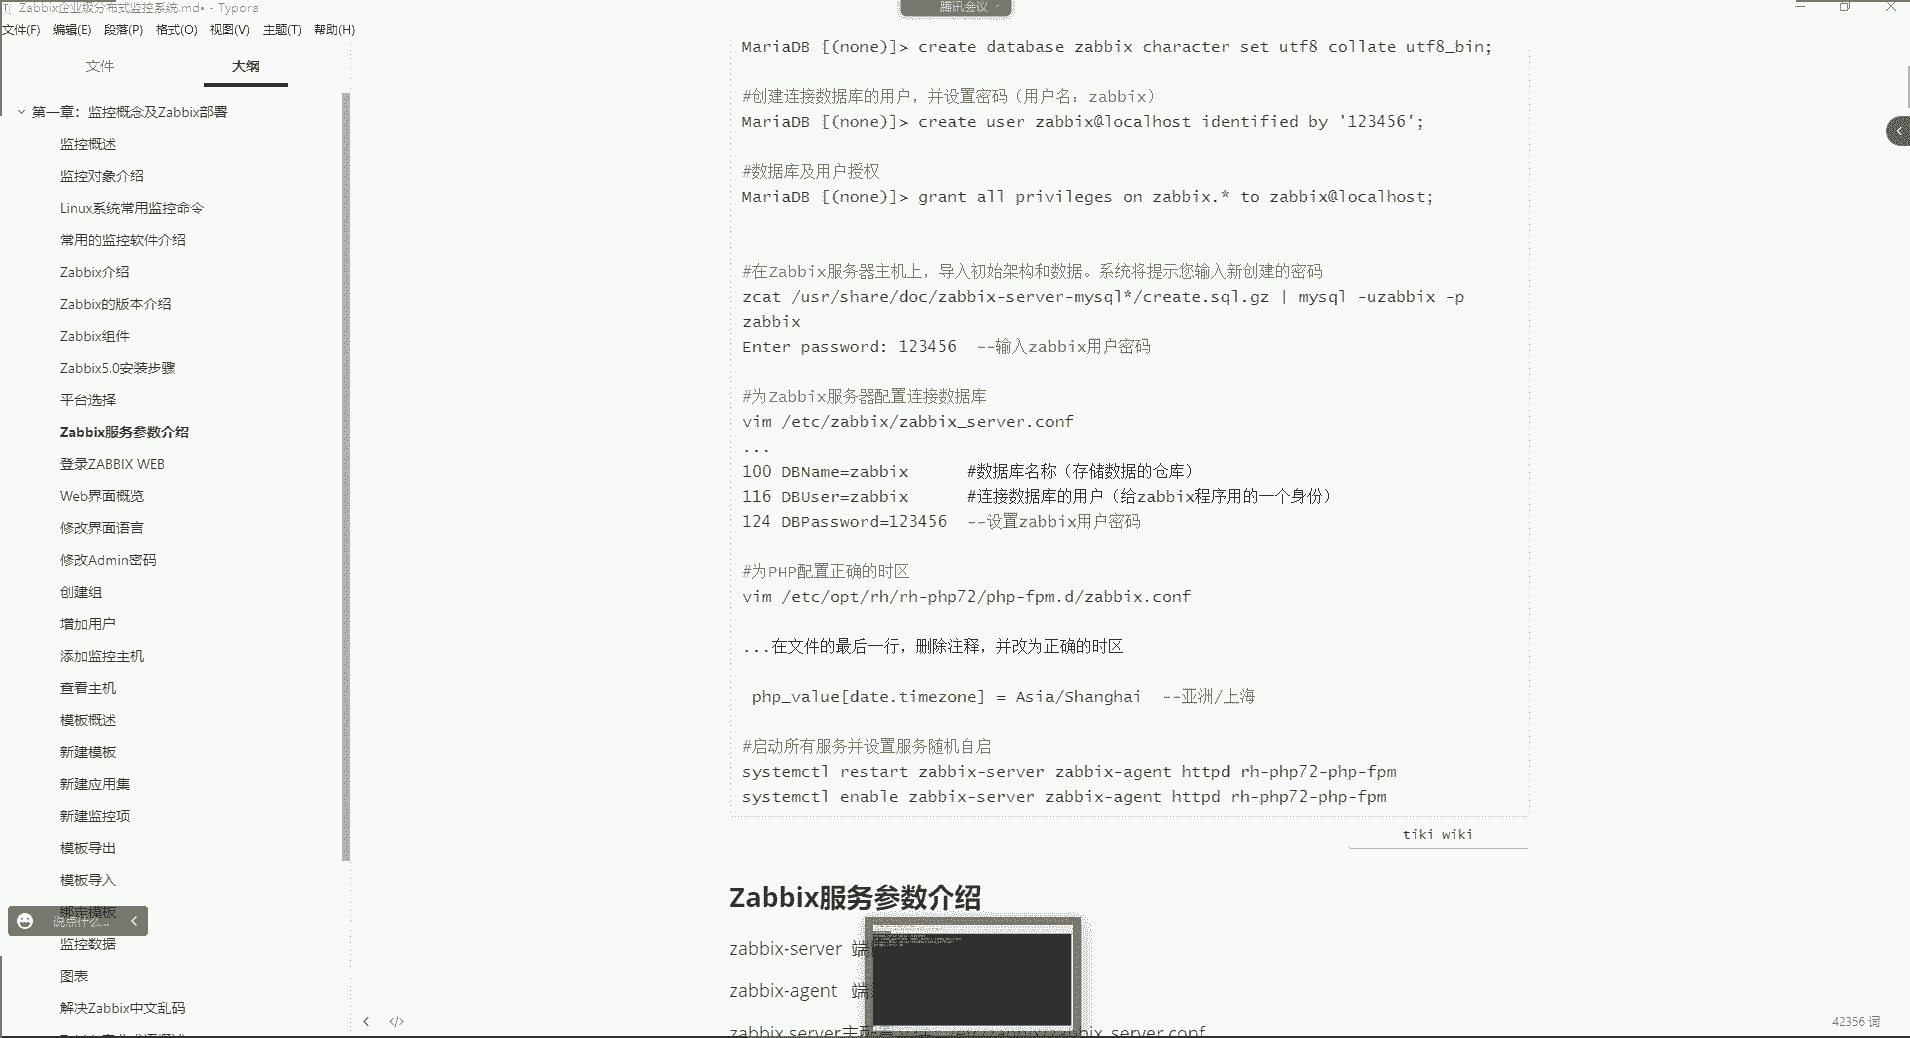 Zabbix企业级分布式监控系统.md• - Typora
腾讯会议
文件(F) 编辑(E) 段落(P) 格式(O) 视图(V) 主题(T) 帮助(H)
文件 大纲
第一章：监控概念及Zabbix部署
监控概述
监控对象介绍
Linux系统常用监控命令
常用的监控软件介绍
Zabbix介绍
Zabbix的版本介绍
Zabbix组件
Zabbix5.0安装步骤
平台选择
Zabbix服务参数介绍
登录ZABBIX WEB
Web界面概览
修改界面语言
修改Admin密码
创建组
增加用户
添加监控主机
查看主机
模板概述
新建模板
新建应用集
新建监控项
模板导出
模板导入
绑定模板
说点什么...
监控数据
图表
解决Zabbix中文乱码
MariaDB [(none)]> create database zabbix character set utf8 collate utf8_bin;
#创建连接数据库的用户，并设置密码（用户名：zabbix）
MariaDB [(none)]> create user zabbix@localhost identified by '123456';
#数据库及用户授权
MariaDB [(none)]> grant all privileges on zabbix.* to zabbix@localhost;
#在Zabbix服务器主机上，导入初始架构和数据。系统将提示您输入新创建的密码
zcat /usr/share/doc/zabbix-server-mysql*/create.sql.gz | mysql -uzabbix -p
zabbix
Enter password: 123456 --输入zabbix用户密码
#为Zabbix服务器配置连接数据库
vim /etc/zabbix/zabbix_server.conf
...
100 DBName=zabbix #数据库名称（存储数据的仓库）
116 DBUser=zabbix #连接数据库的用户（给zabbix程序用的一个身份）
124 DBPassword=123456 --设置zabbix用户密码
#为PHP配置正确的时区
vim /etc/opt/rh/rh-php72/php-fpm.d/zabbix.conf
...在文件的最后一行，删除注释，并改为正确的时区
php_value[date.timezone] = Asia/Shanghai --亚洲/上海
#启动所有服务并设置服务随机自启
systemctl restart zabbix-server zabbix-agent httpd rh-php72-php-fpm
systemctl enable zabbix-server zabbix-agent httpd rh-php72-php-fpm
tiki wiki
Zabbix服务参数介绍
zabbix-server 端
zabbix-agent 端
zabbix server主
zabbix_server.conf
42356 词